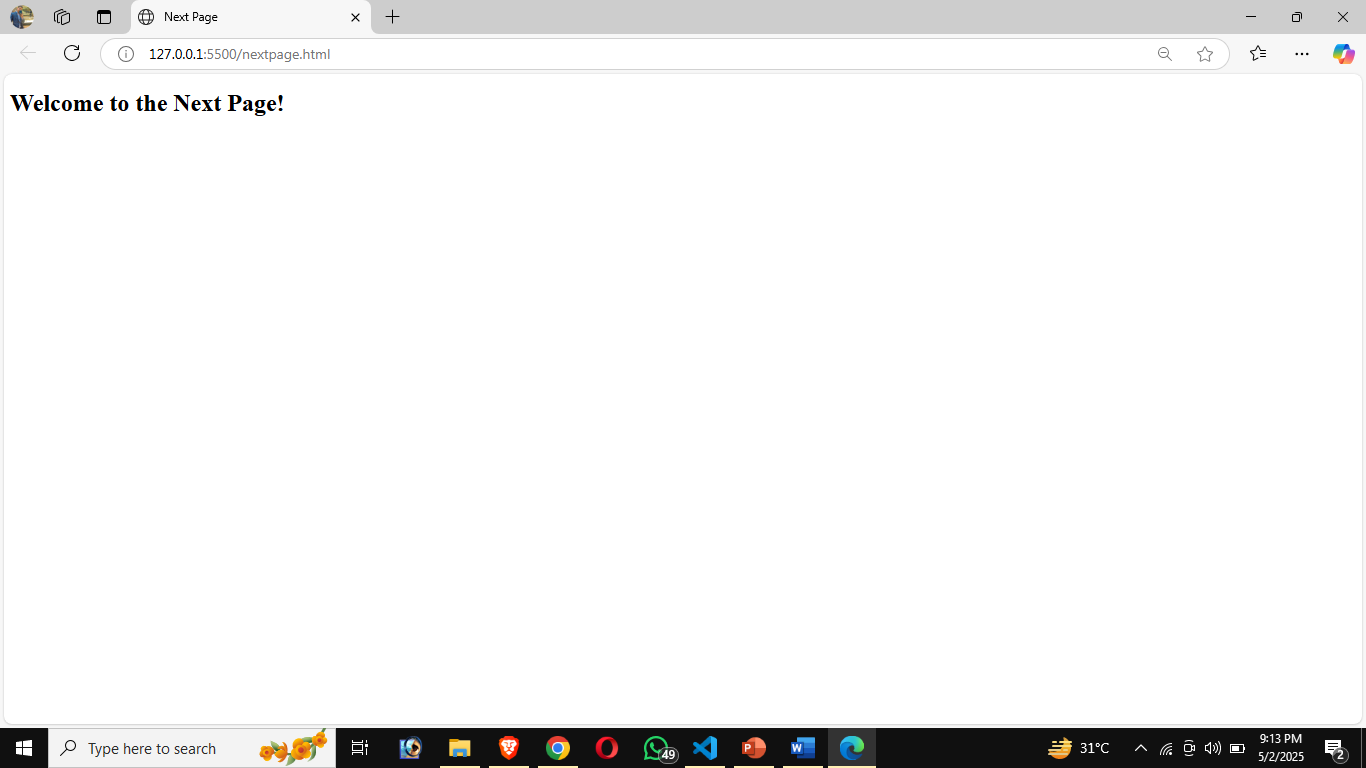 Next Page
127.0.0.1:5500/nextpage.html
Welcome to the Next Page!
Type here to search
49
P
W
31°C
9:13 PM
5/2/2025
2